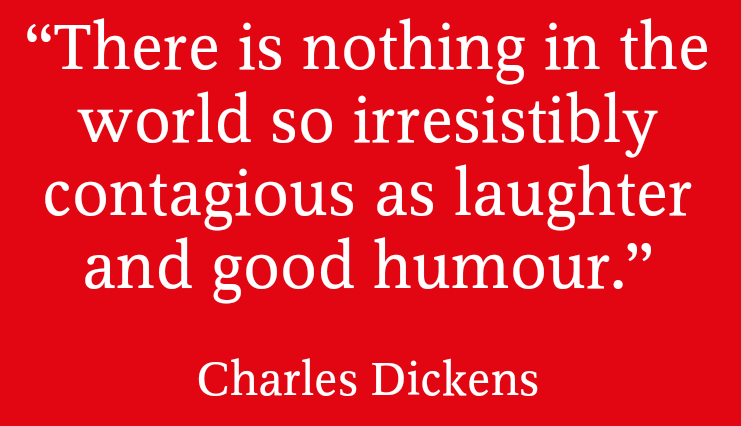 “There is nothing in the
world so irresistibly
contagious as laughter
and good humour.”
Charles Dickens